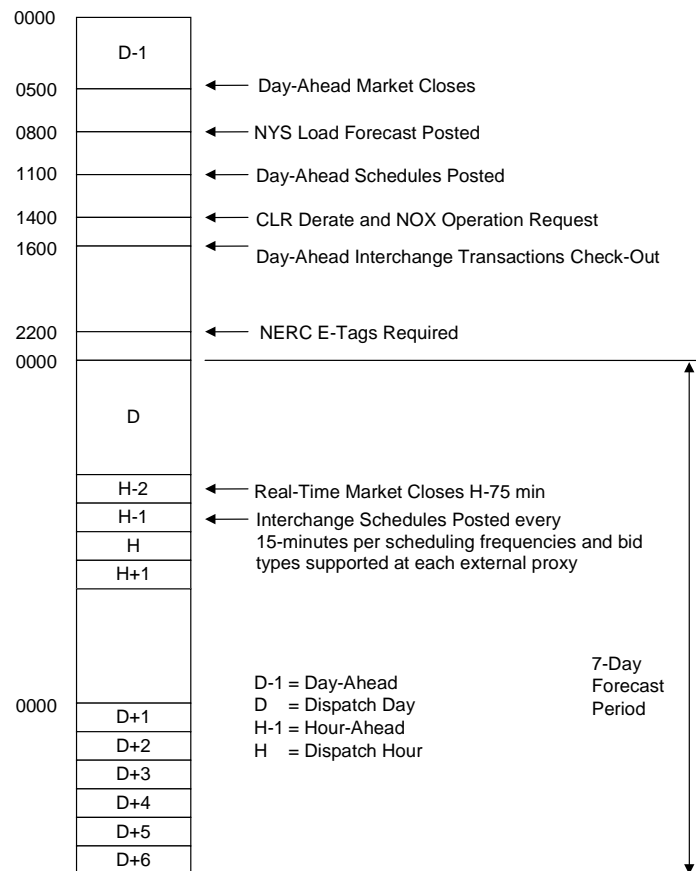 0000
D-1
0500
Day-Ahead Market Closes
0800
NYS Load Forecast Posted
1100
Day-Ahead Schedules Posted
1400
CLR Derate and NOX Operation Request
1600
Day-Ahead Interchange Transactions Check-Out
2200
NERC E-Tags Required
0000
D
H-2
Real-Time Market Closes H-75 min
H-1
Interchange Schedules Posted every
15-minutes per scheduling frequencies and bid
types supported at each external proxy
H
H+1
7-Day
Forecast
Period
D-1 = Day-Ahead
D = Dispatch Day
H-1 = Hour-Ahead
H = Dispatch Hour
0000
D+1
D+2
D+3
D+4
D+5
D+6